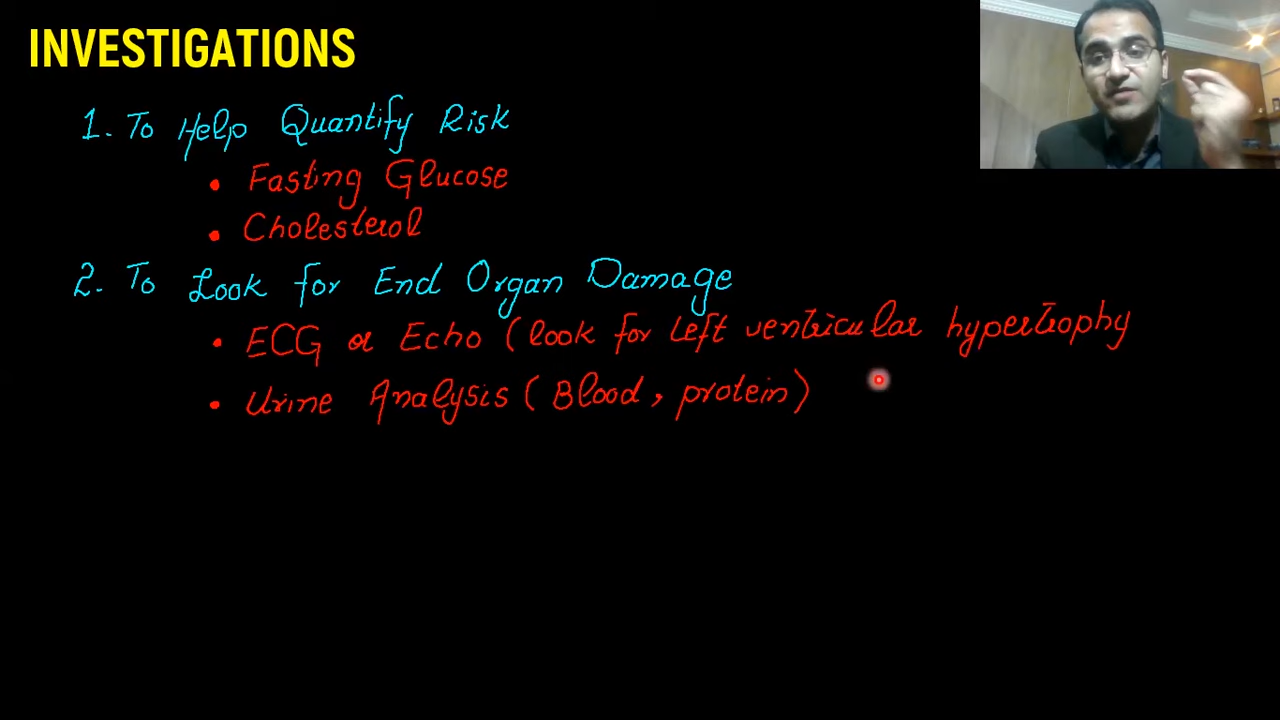 INVESTIGATIONS
1. To Help Quantify Risk
• Fasting Glucose
• Cholesterol
2. To Look for End Organ Damage
• ECG or Echo (look for Left ventricular hypertrophy
• Urine Analysis (Blood, protein)